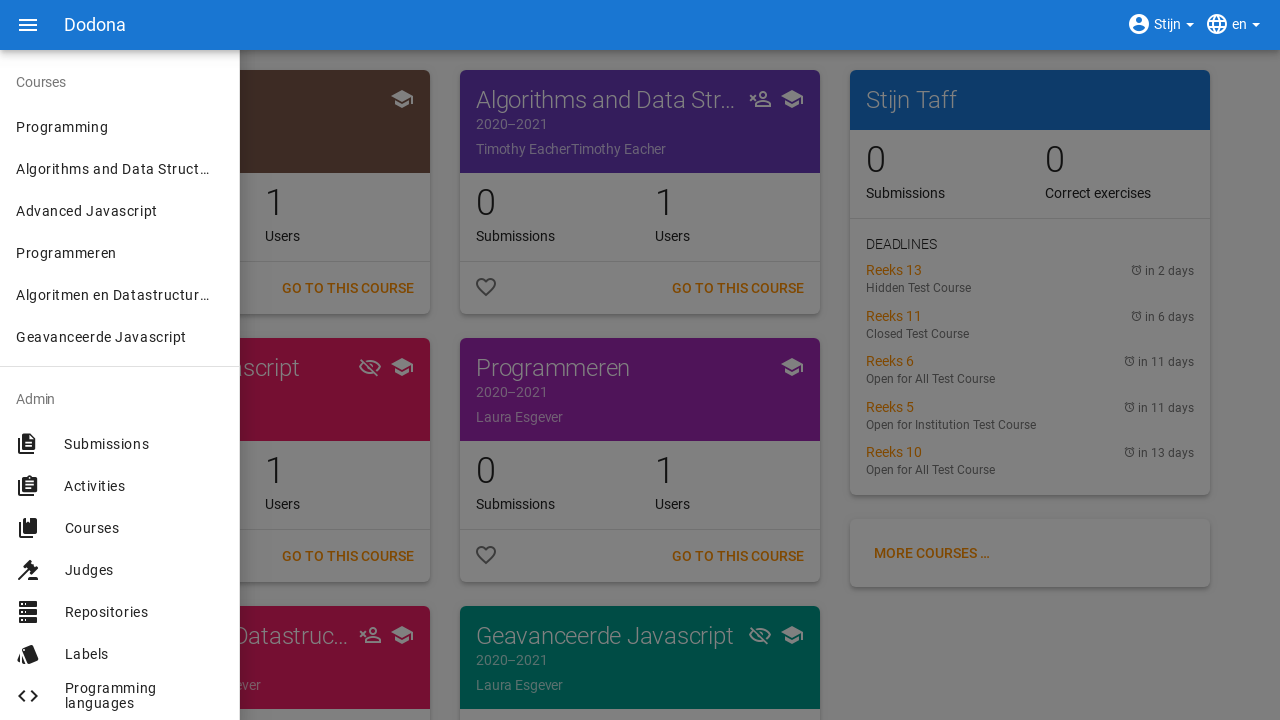 Dodona
Stijn
en
Courses
Programming
Algorithms and Data Struct...
Advanced Javascript
Programmeren
Algoritmen en Datastructur...
Geavanceerde Javascript
Admin
Submissions
Activities
Courses
Judges
Repositories
Labels
Programming
languages
1
Users
GO TO THIS COURSE
Algorithms and Data Str...
2020–2021
Timothy EacherTimothy Eacher
0
Submissions
1
Users
GO TO THIS COURSE
ascript
1
Users
GO TO THIS COURSE
Programmeren
2020–2021
Laura Esgever
0
Submissions
1
Users
GO TO THIS COURSE
Datastruc...
ever
Geavanceerde Javascript
2020–2021
Laura Esgever
Stijn Taff
0
Submissions
0
Correct exercises
DEADLINES
Reeks 13
in 2 days
Hidden Test Course
Reeks 11
in 6 days
Closed Test Course
Reeks 6
in 11 days
Open for All Test Course
Reeks 5
in 11 days
Open for Institution Test Course
Reeks 10
in 13 days
Open for All Test Course
MORE COURSES ...